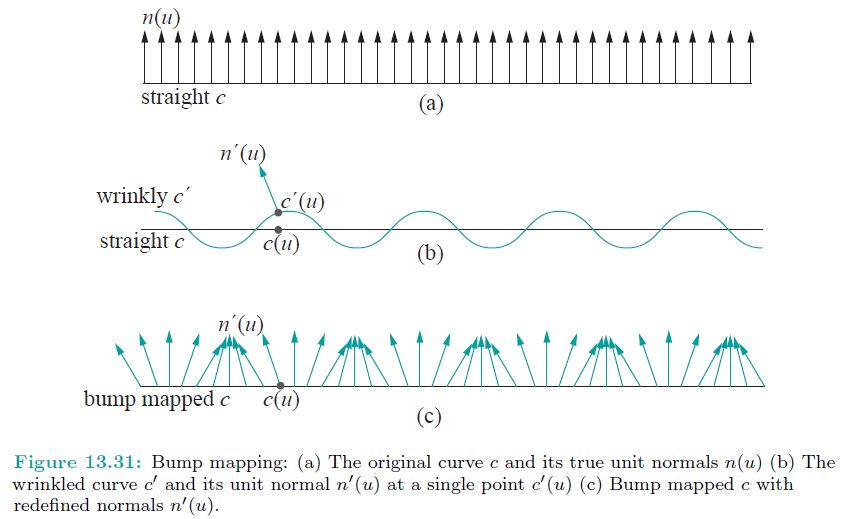 n(u)
straight c
(a)
n´(u)
wrinkly c´
c´(u)
straight c
c(u)
(b)
n´(u)
bump mapped c
c(u)
(c)
Figure 13.31: Bump mapping: (a) The original curve c and its true unit normals n(u) (b) The
wrinkled curve c′ and its unit normal n′(u) at a single point c′(u) (c) Bump mapped c with
redefined normals n′(u).